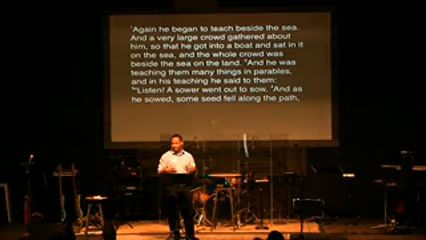 ¹Again he began to teach beside the sea.
And a very large crowd gathered about
him, so that he got into a boat and sat in it
on the sea, and the whole crowd was
beside the sea on the land. ²And he was
teaching them many things in parables,
and in his teaching he said to them:
³"Listen! A sower went out to sow. ⁴And as
he sowed, some seed fell along the path,